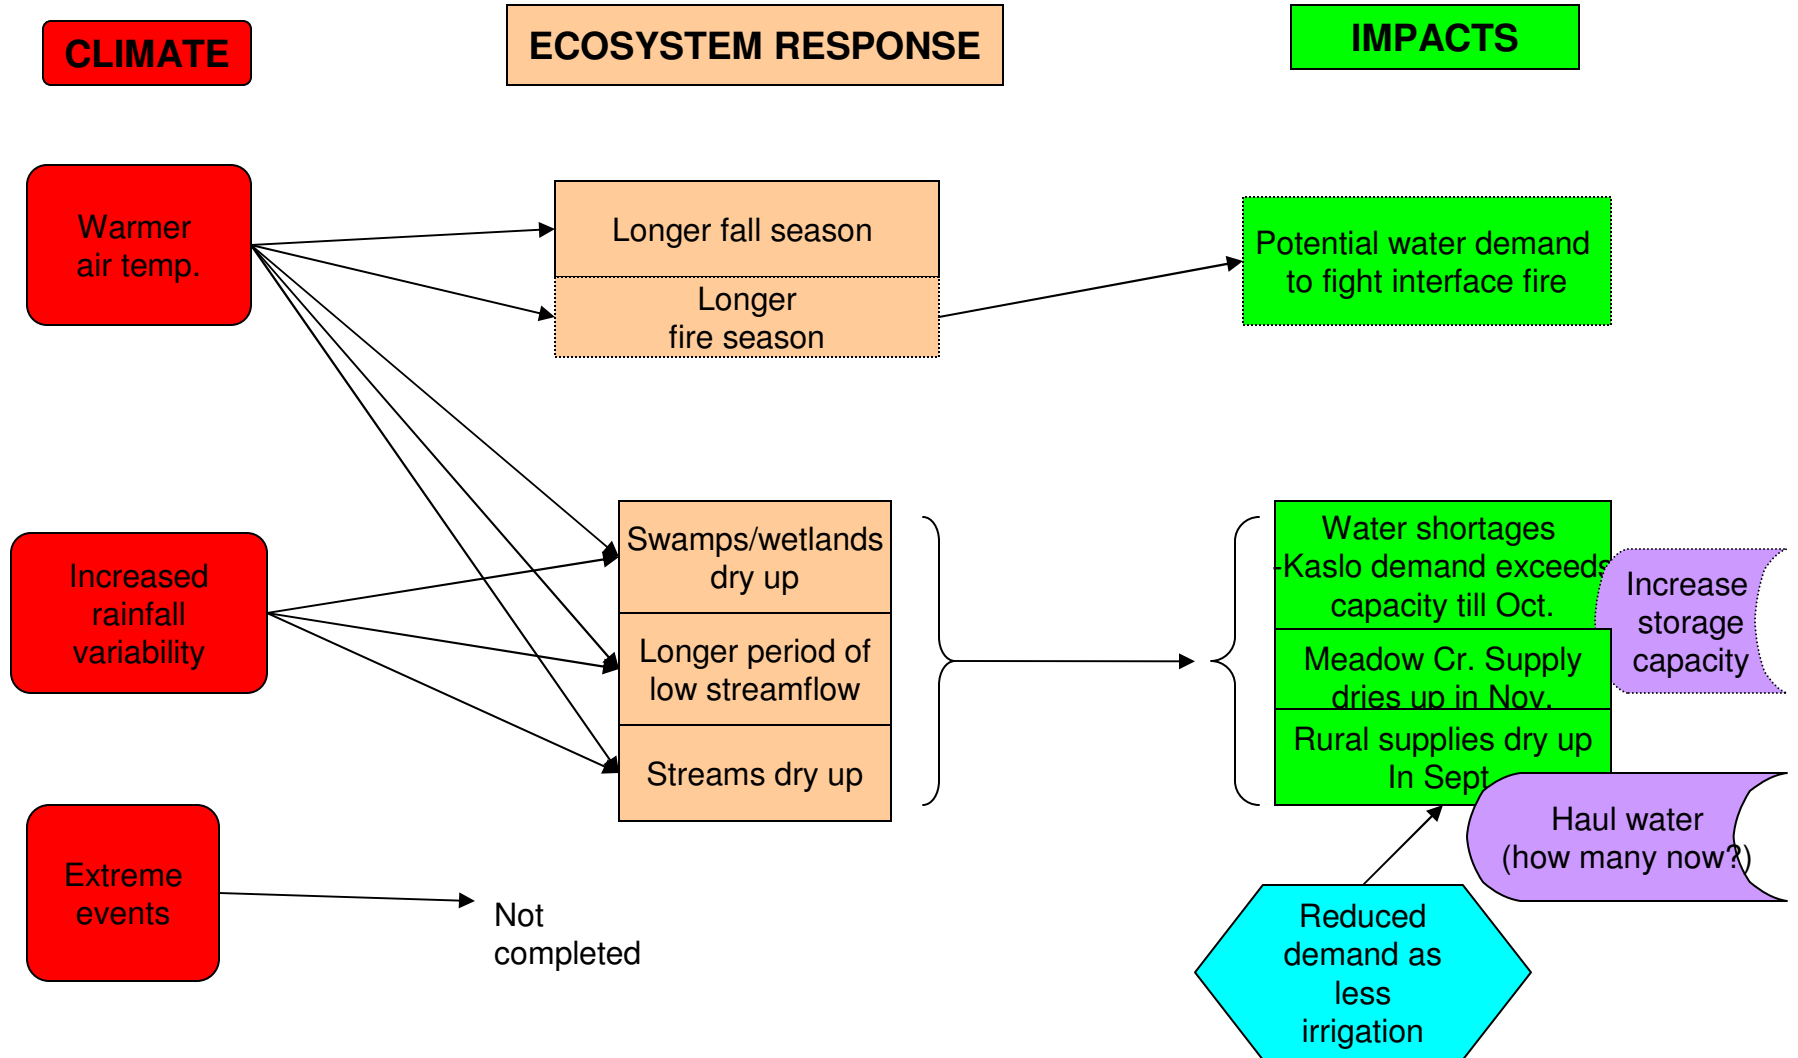 CLIMATE
ECOSYSTEM RESPONSE
IMPACTS
Warmer
air temp.
Longer fall season
Longer
fire season
Potential water demand
to fight interface fire
Increased
rainfall
variability
Swamps/wetlands
dry up
Longer period of
low streamflow
Streams dry up
Water shortages
-Kaslo demand exceeds
capacity till Oct.
Meadow Cr. Supply
dries up in Nov.
Rural supplies dry up
In Sept
Increase
storage
capacity
Haul water
(how many now?)
Extreme
events
Not
completed
Reduced
demand as
less
irrigation